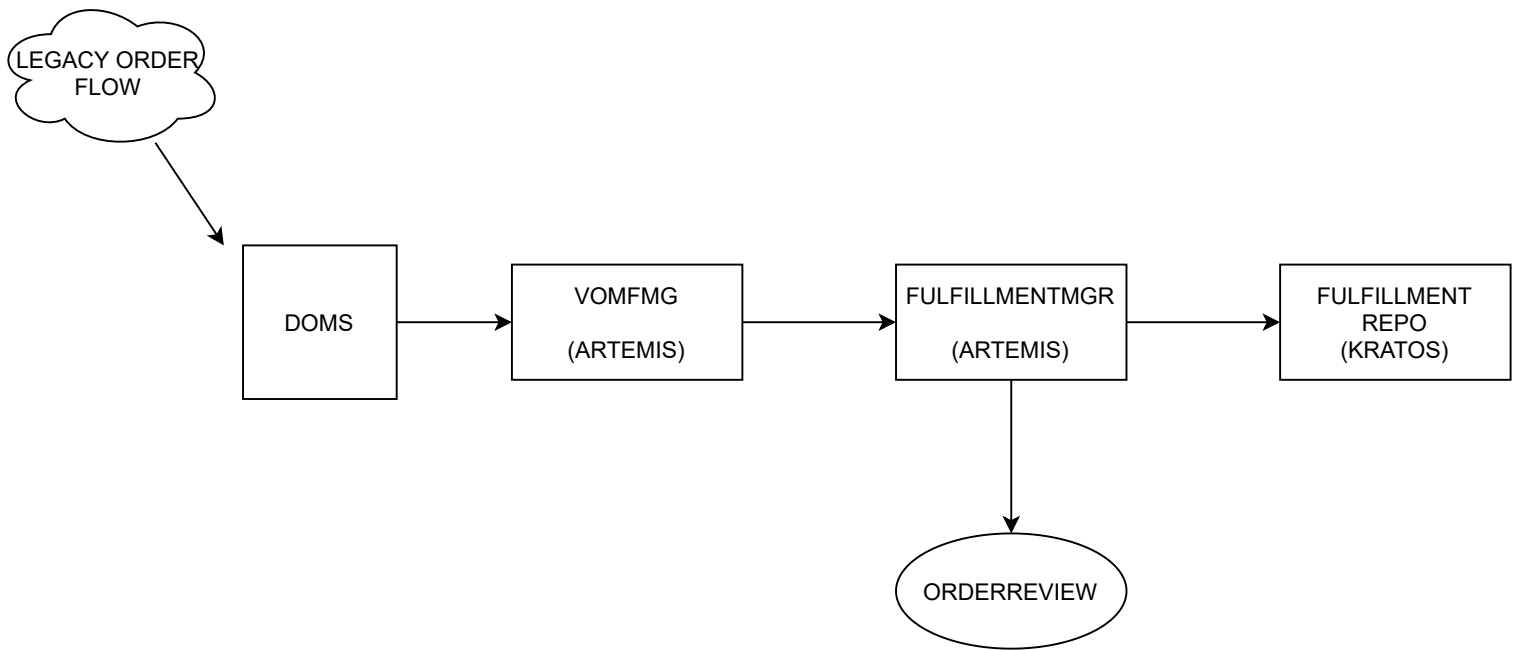 LEGACY ORDER
FLOW
DOMS
VOMFMG
(ARTEMIS)
FULFILLMENTMGR
(ARTEMIS)
FULFILLMENT
REPO
(KRATOS)
ORDERREVIEW